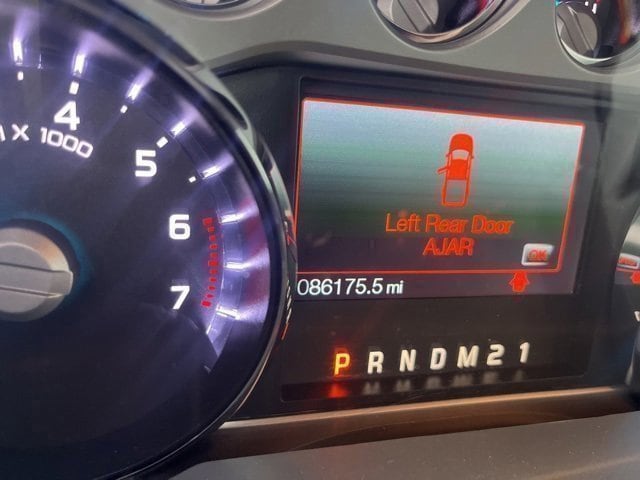 4
x 1000
5
6
7
Left Rear Door
AJAR
OK
086175.5 mi
P R N D M 2 1